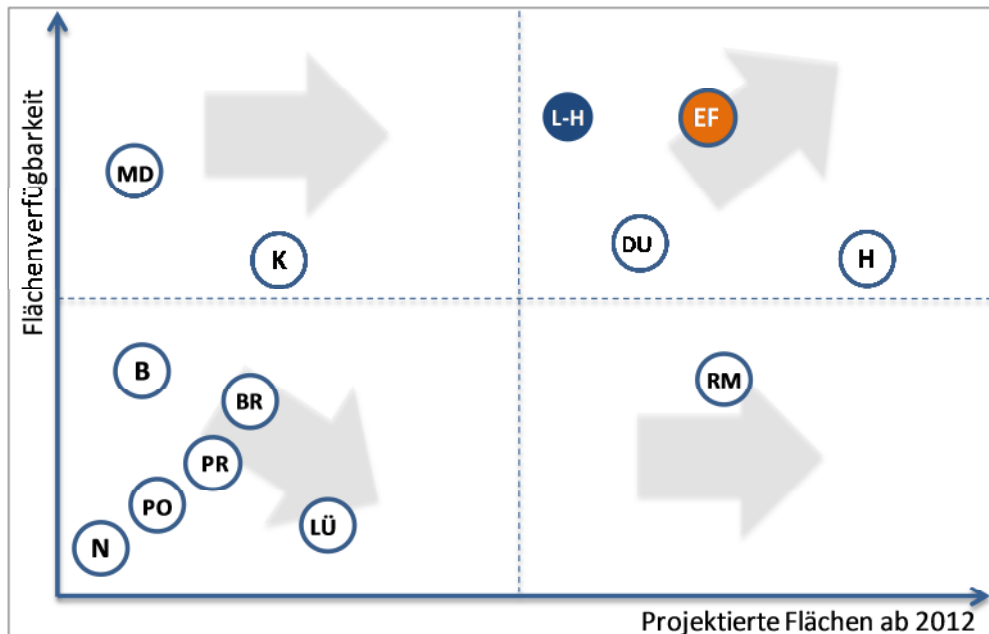 Flächenverfügbarkeit
L-H
EF
MD
DU
K
H
B
RM
BR
PR
PO
LÜ
N
Projektierte Flächen ab 2012